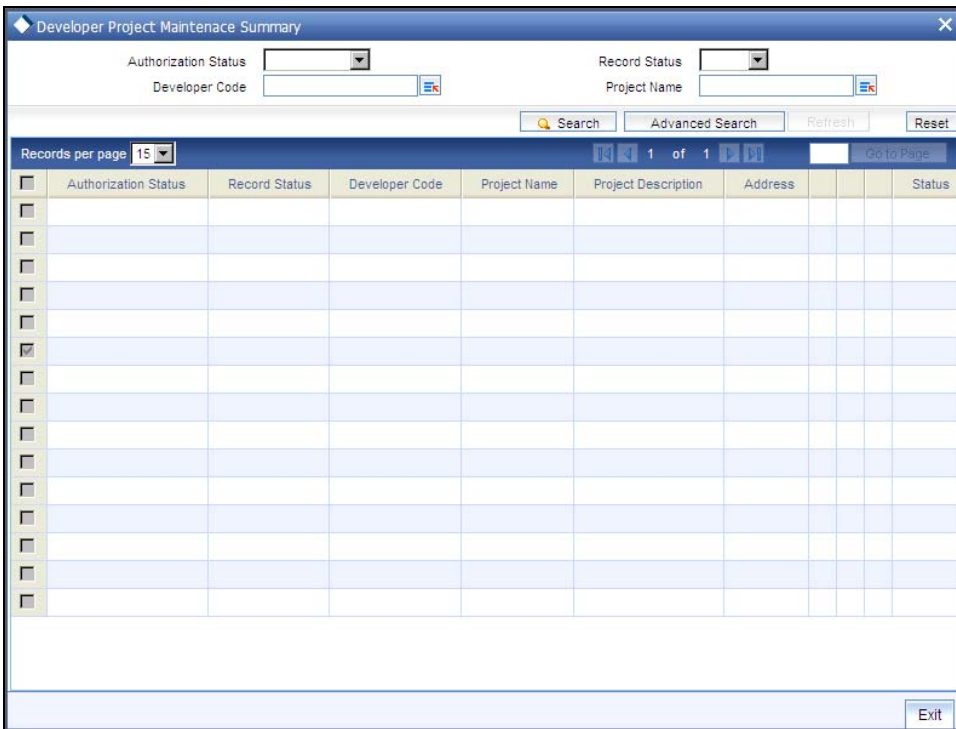 Developer Project Maintenace Summary
Authorization Status Record Status
Developer Code Project Name
Search Advanced Search Refresh Reset
Records per page 15 1 of 1 Go to Page
Authorization Status Record Status Developer Code Project Name Project Description Address Status
Exit